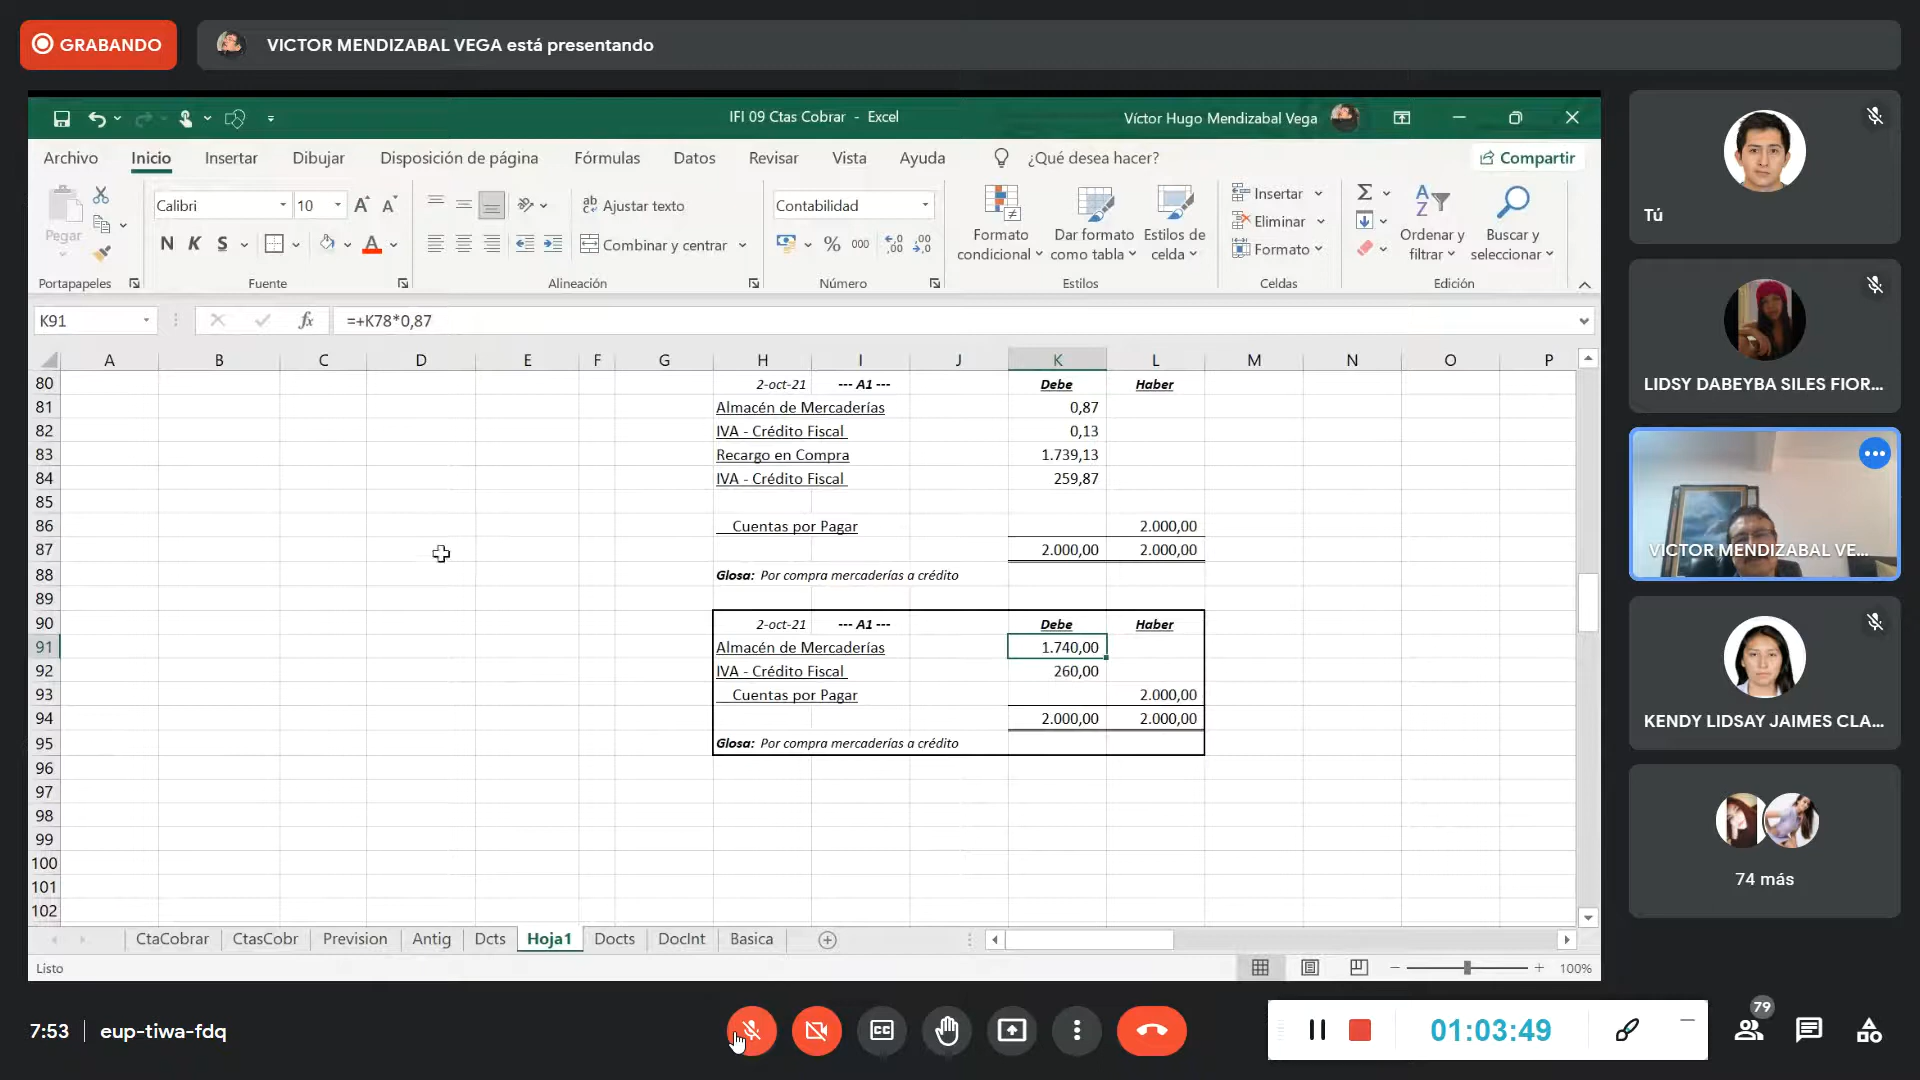 GRABANDO
VICTOR MENDIZABAL VEGA está presentando
IFI 09 Ctas Cobrar - Excel
Víctor Hugo Mendizabal Vega
Archivo Inicio Insertar Dibujar Disposición de página Fórmulas Datos Revisar Vista Ayuda ¿Qué desea hacer? Compartir
Pegar
Calibri 10
N K S
Ajustar texto
Combinar y centrar
Contabilidad
% 000
Formato condicional
Dar formato como tabla
Estilos de celda
Insertar
Eliminar
Formato
Ordenar y filtrar
Buscar y seleccionar
Portapapeles Fuente Alineación Número Estilos Celdas Edición
K91 fx =+K78*0,87
A B C D E F G H I J K L M N O P
80 2-oct-21 --- A1 --- Debe Haber
81 Almacén de Mercaderías 0,87
82 IVA - Crédito Fiscal 0,13
83 Recargo en Compra 1.739,13
84 IVA - Crédito Fiscal 259,87
85
86 Cuentas por Pagar 2.000,00
87 2.000,00 2.000,00
88 Glosa: Por compra mercaderías a crédito
89
90 2-oct-21 --- A1 --- Debe Haber
91 Almacén de Mercaderías 1.740,00
92 IVA - Crédito Fiscal 260,00
93 Cuentas por Pagar 2.000,00
94 2.000,00 2.000,00
95 Glosa: Por compra mercaderías a crédito
96
97
98
99
100
101
102
CtaCobrar CtasCobr Prevision Antig Dcts Hoja1 Docts DocInt Basica
Listo
100%
Tú
LIDSY DABEYBA SILES FIOR...
VICTOR MENDIZABAL VE...
KENDY LIDSAY JAIMES CLA...
74 más
7:53 eup-tiwa-fdq
CC
01:03:49
79